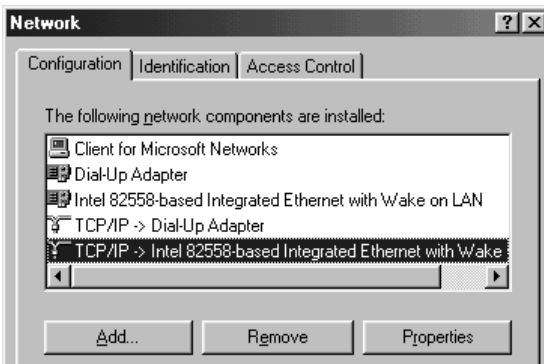 Network
Configuration Identification Access Control
The following network components are installed:
Client for Microsoft Networks
Dial-Up Adapter
Intel 82558-based Integrated Ethernet with Wake on LAN
TCP/IP -> Dial-Up Adapter
TCP/IP -> Intel 82558-based Integrated Ethernet with Wake
Add... Remove Properties